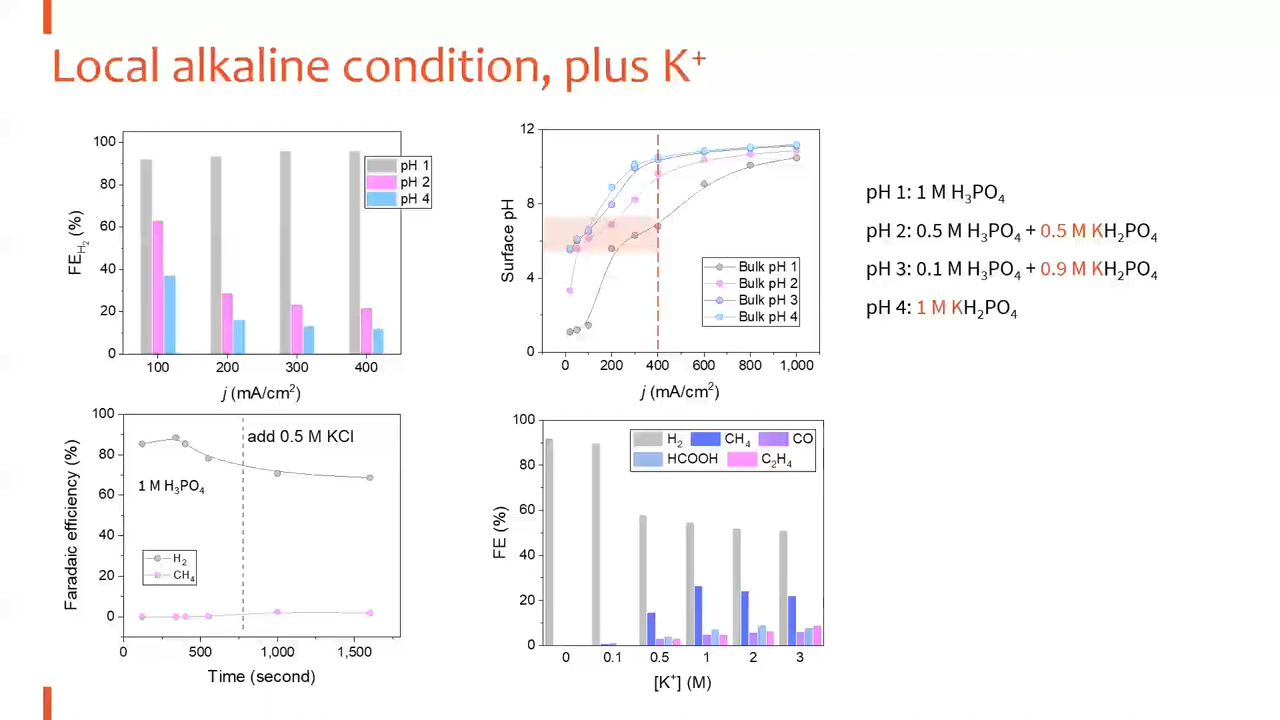 Local alkaline condition, plus K⁺
100
80
60
40
20
0
FE_H₂ (%)
100 200 300 400
j (mA/cm²)
pH 1
pH 2
pH 4
12
8
4
0
Surface pH
0 200 400 600 800 1,000
j (mA/cm²)
Bulk pH 1
Bulk pH 2
Bulk pH 3
Bulk pH 4
pH 1: 1 M H₃PO₄
pH 2: 0.5 M H₃PO₄ + 0.5 M KH₂PO₄
pH 3: 0.1 M H₃PO₄ + 0.9 M KH₂PO₄
pH 4: 1 M KH₂PO₄
100
80
60
40
20
0
Faradaic efficiency (%)
add 0.5 M KCl
1 M H₃PO₄
H₂
CH₄
0 500 1,000 1,500
Time (second)
100
80
60
40
20
0
FE (%)
H₂ CH₄ CO
HCOOH C₂H₄
0 0.1 0.5 1 2 3
[K⁺] (M)